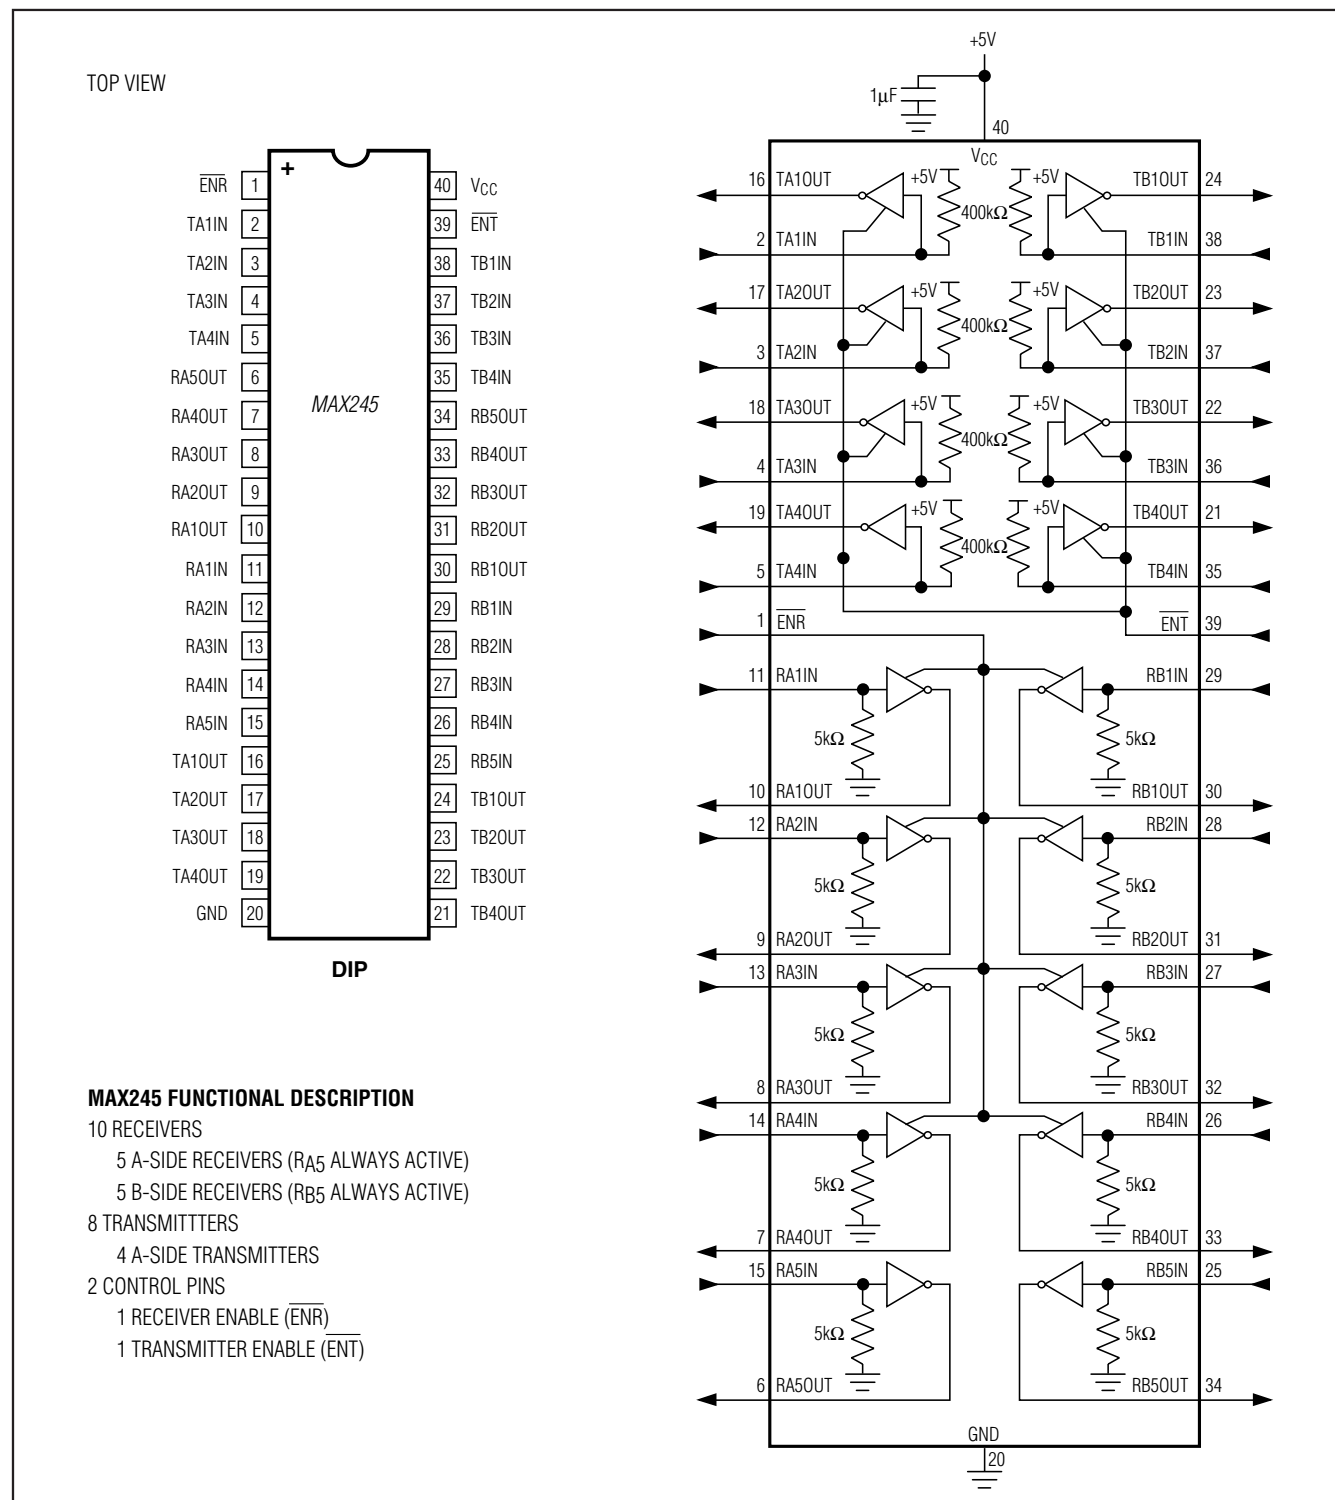 TOP VIEW
ENR 1
TA1IN 2
TA2IN 3
TA3IN 4
TA4IN 5
RA5OUT 6
RA4OUT 7
RA3OUT 8
RA2OUT 9
RA1OUT 10
RA1IN 11
RA2IN 12
RA3IN 13
RA4IN 14
RA5IN 15
TA1OUT 16
TA2OUT 17
TA3OUT 18
TA4OUT 19
GND 20
+
MAX245
40 VCC
39 ENT
38 TB1IN
37 TB2IN
36 TB3IN
35 TB4IN
34 RB5OUT
33 RB4OUT
32 RB3OUT
31 RB2OUT
30 RB1OUT
29 RB1IN
28 RB2IN
27 RB3IN
26 RB4IN
25 RB5IN
24 TB1OUT
23 TB2OUT
22 TB3OUT
21 TB4OUT
DIP
MAX245 FUNCTIONAL DESCRIPTION
10 RECEIVERS
5 A-SIDE RECEIVERS (RA5 ALWAYS ACTIVE)
5 B-SIDE RECEIVERS (RB5 ALWAYS ACTIVE)
8 TRANSMITTTERS
4 A-SIDE TRANSMITTERS
2 CONTROL PINS
1 RECEIVER ENABLE (ENR)
1 TRANSMITTER ENABLE (ENT)
+5V
1µF
40
VCC
16 TA1OUT +5V +5V TB1OUT 24
400kΩ
2 TA1IN TB1IN 38
17 TA2OUT +5V +5V TB2OUT 23
400kΩ
3 TA2IN TB2IN 37
18 TA3OUT +5V +5V TB3OUT 22
400kΩ
4 TA3IN TB3IN 36
19 TA4OUT +5V +5V TB4OUT 21
400kΩ
5 TA4IN TB4IN 35
1 ENR ENT 39
11 RA1IN RB1IN 29
5kΩ 5kΩ
10 RA1OUT RB1OUT 30
12 RA2IN RB2IN 28
5kΩ 5kΩ
9 RA2OUT RB2OUT 31
13 RA3IN RB3IN 27
5kΩ 5kΩ
8 RA3OUT RB3OUT 32
14 RA4IN RB4IN 26
5kΩ 5kΩ
7 RA4OUT RB4OUT 33
15 RA5IN RB5IN 25
5kΩ 5kΩ
6 RA5OUT RB5OUT 34
GND
20